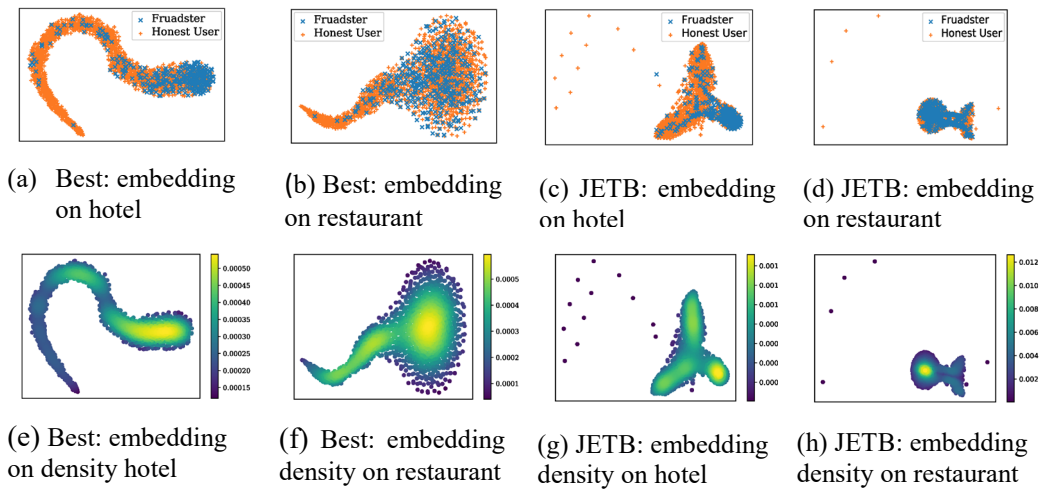 Fruadster
Honest User
Fruadster
Honest User
Fruadster
Honest User
Fruadster
Honest User
(a) Best: embedding
on hotel
(b) Best: embedding
on restaurant
(c) JETB: embedding
on hotel
(d) JETB: embedding
on restaurant
0.00050
0.00045
0.00040
0.00035
0.00030
0.00025
0.00020
0.00015
0.0005
0.0004
0.0003
0.0002
0.0001
0.001
0.001
0.001
0.000
0.000
0.000
0.000
0.012
0.010
0.008
0.006
0.004
0.002
(e) Best: embedding
on density hotel
(f) Best: embedding
density on restaurant
(g) JETB: embedding
density on hotel
(h) JETB: embedding
density on restaurant